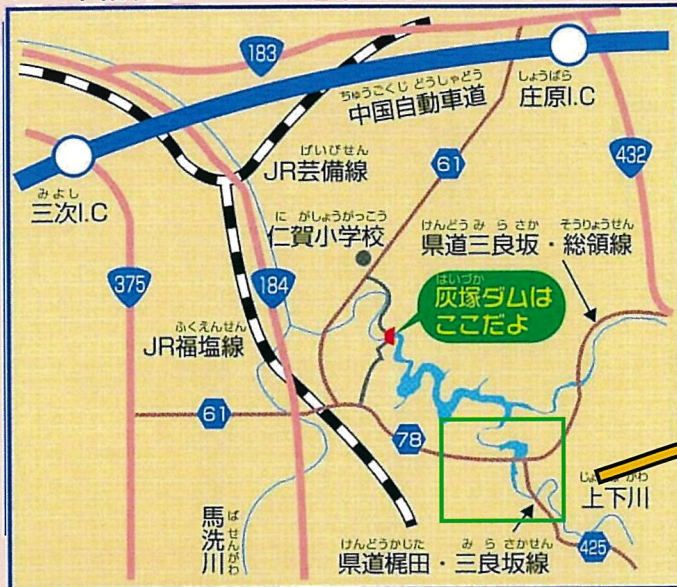 183
ちゅうごくじどうしゃどう
中国自動車道
しょうばら
庄原I.C
みよし
三次I.C
げいびせん
JR芸備線
61
432
にがしょうがっこう
仁賀小学校
けんどうみらさか・そうりょうせん
県道三良坂・総領線
375
184
はいづか
灰塚ダムは
ここだよ
ふくえんせん
JR福塩線
61
78
上下川
馬洗川
ばせんがわ
けんどうかじた みらさかせん
県道梶田・三良坂線
425